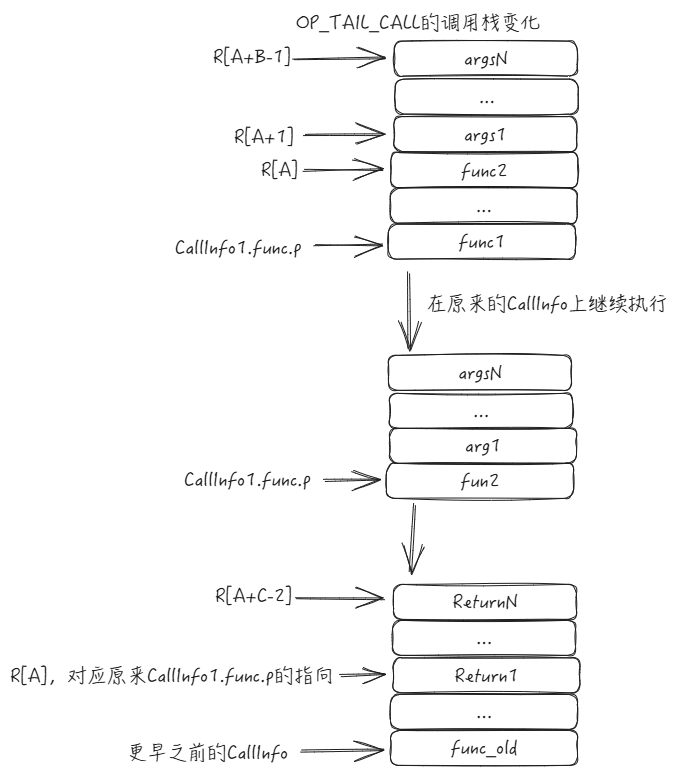 OP_TAIL_CALL的调用栈变化
R[A+B-1]
argsN
...
R[A+1]
args1
R[A]
func2
...
CallInfo1.func.p
func1
在原来的CallInfo上继续执行
argsN
...
arg1
CallInfo1.func.p
fun2
R[A+C-2]
ReturnN
...
R[A]，对应原来CallInfo1.func.p的指向
Return1
...
更早之前的CallInfo
func_old